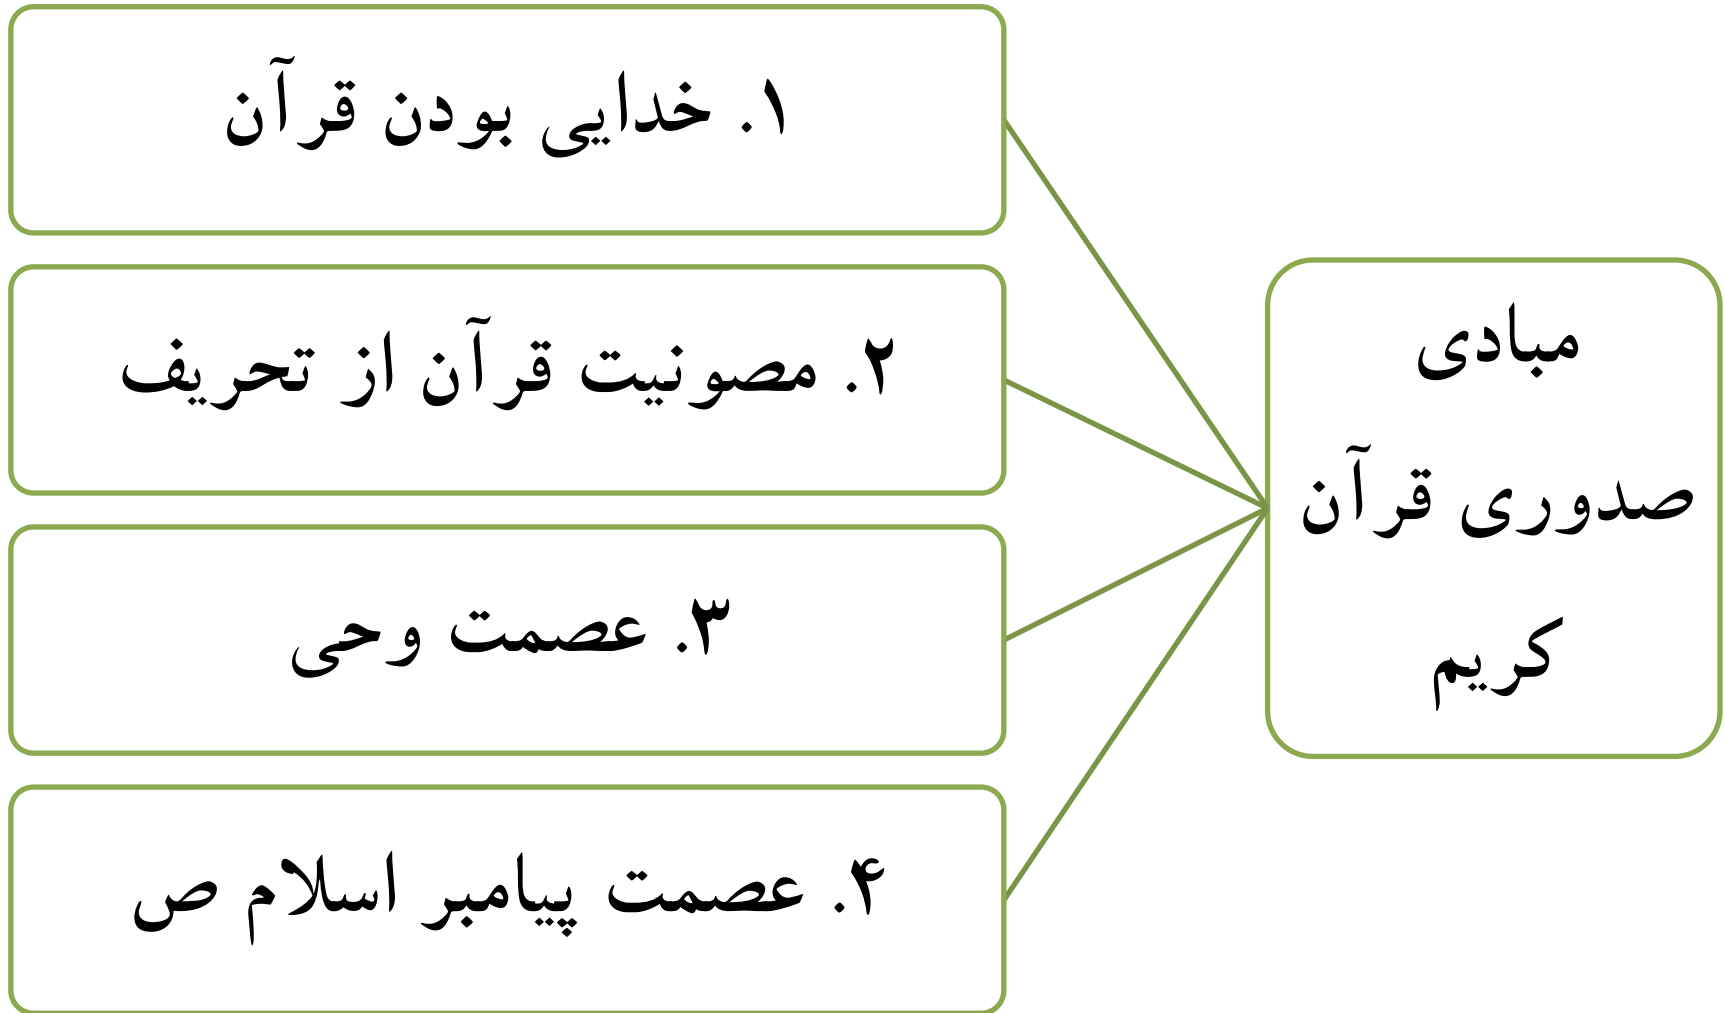 مبادی
صدوری قرآن
کریم
۱. خدایی بودن قرآن
۲. مصونیت قرآن از تحریف
۳. عصمت وحی
۴. عصمت پیامبر اسلام ص